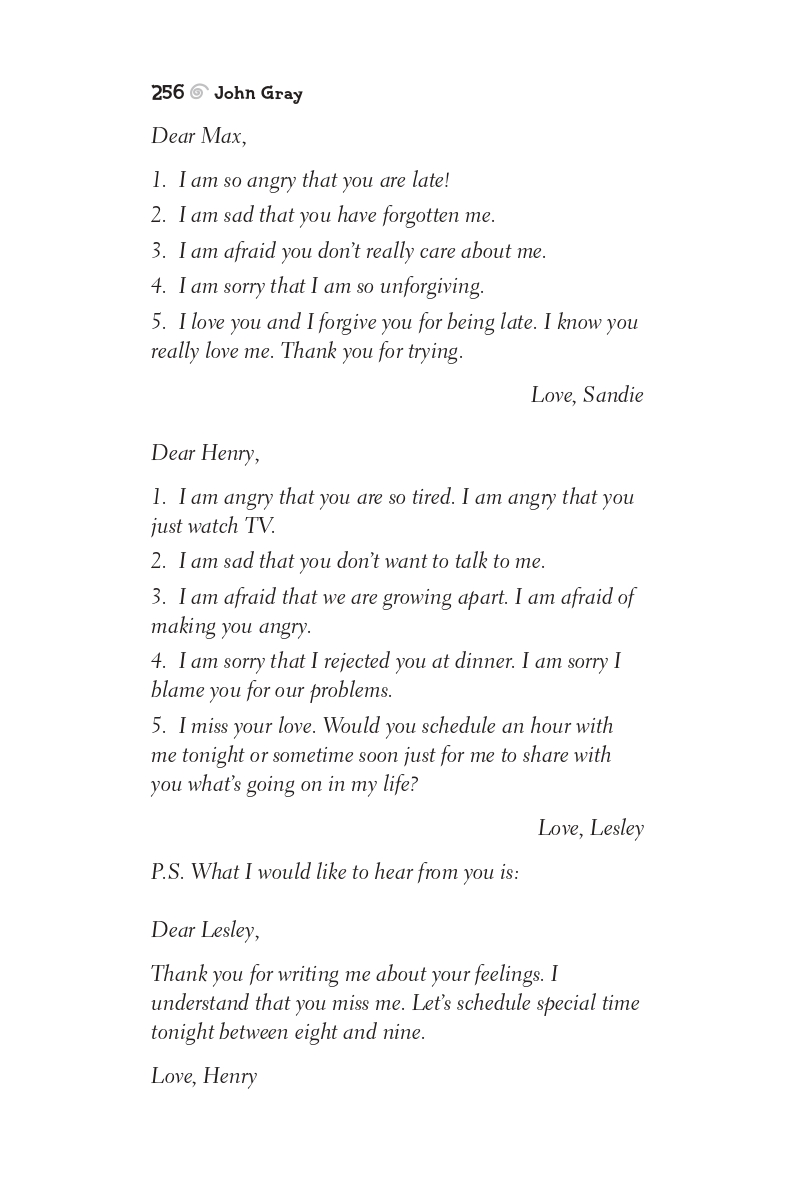 256 John Gray
Dear Max,
1. I am so angry that you are late!
2. I am sad that you have forgotten me.
3. I am afraid you don’t really care about me.
4. I am sorry that I am so unforgiving.
5. I love you and I forgive you for being late. I know you
really love me. Thank you for trying.
Love, Sandie
Dear Henry,
1. I am angry that you are so tired. I am angry that you
just watch TV.
2. I am sad that you don’t want to talk to me.
3. I am afraid that we are growing apart. I am afraid of
making you angry.
4. I am sorry that I rejected you at dinner. I am sorry I
blame you for our problems.
5. I miss your love. Would you schedule an hour with
me tonight or sometime soon just for me to share with
you what’s going on in my life?
Love, Lesley
P.S. What I would like to hear from you is:
Dear Lesley,
Thank you for writing me about your feelings. I
understand that you miss me. Let’s schedule special time
tonight between eight and nine.
Love, Henry